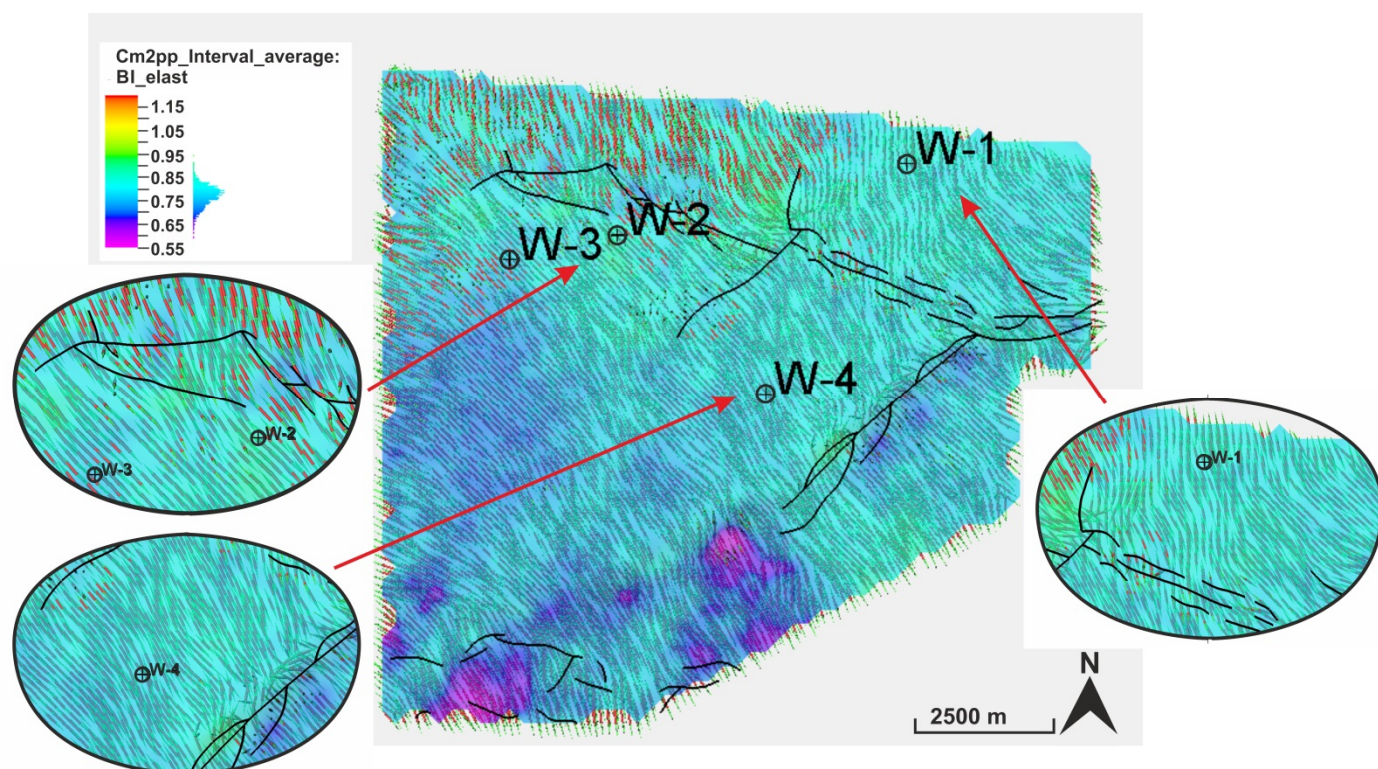 Cm2pp_Interval_average:
BI_elast
1.15
1.05
0.95
0.85
0.75
0.65
0.55
W-1
W-2
W-3
W-4
W-2
W-3
W-4
W-1
N
2500 m